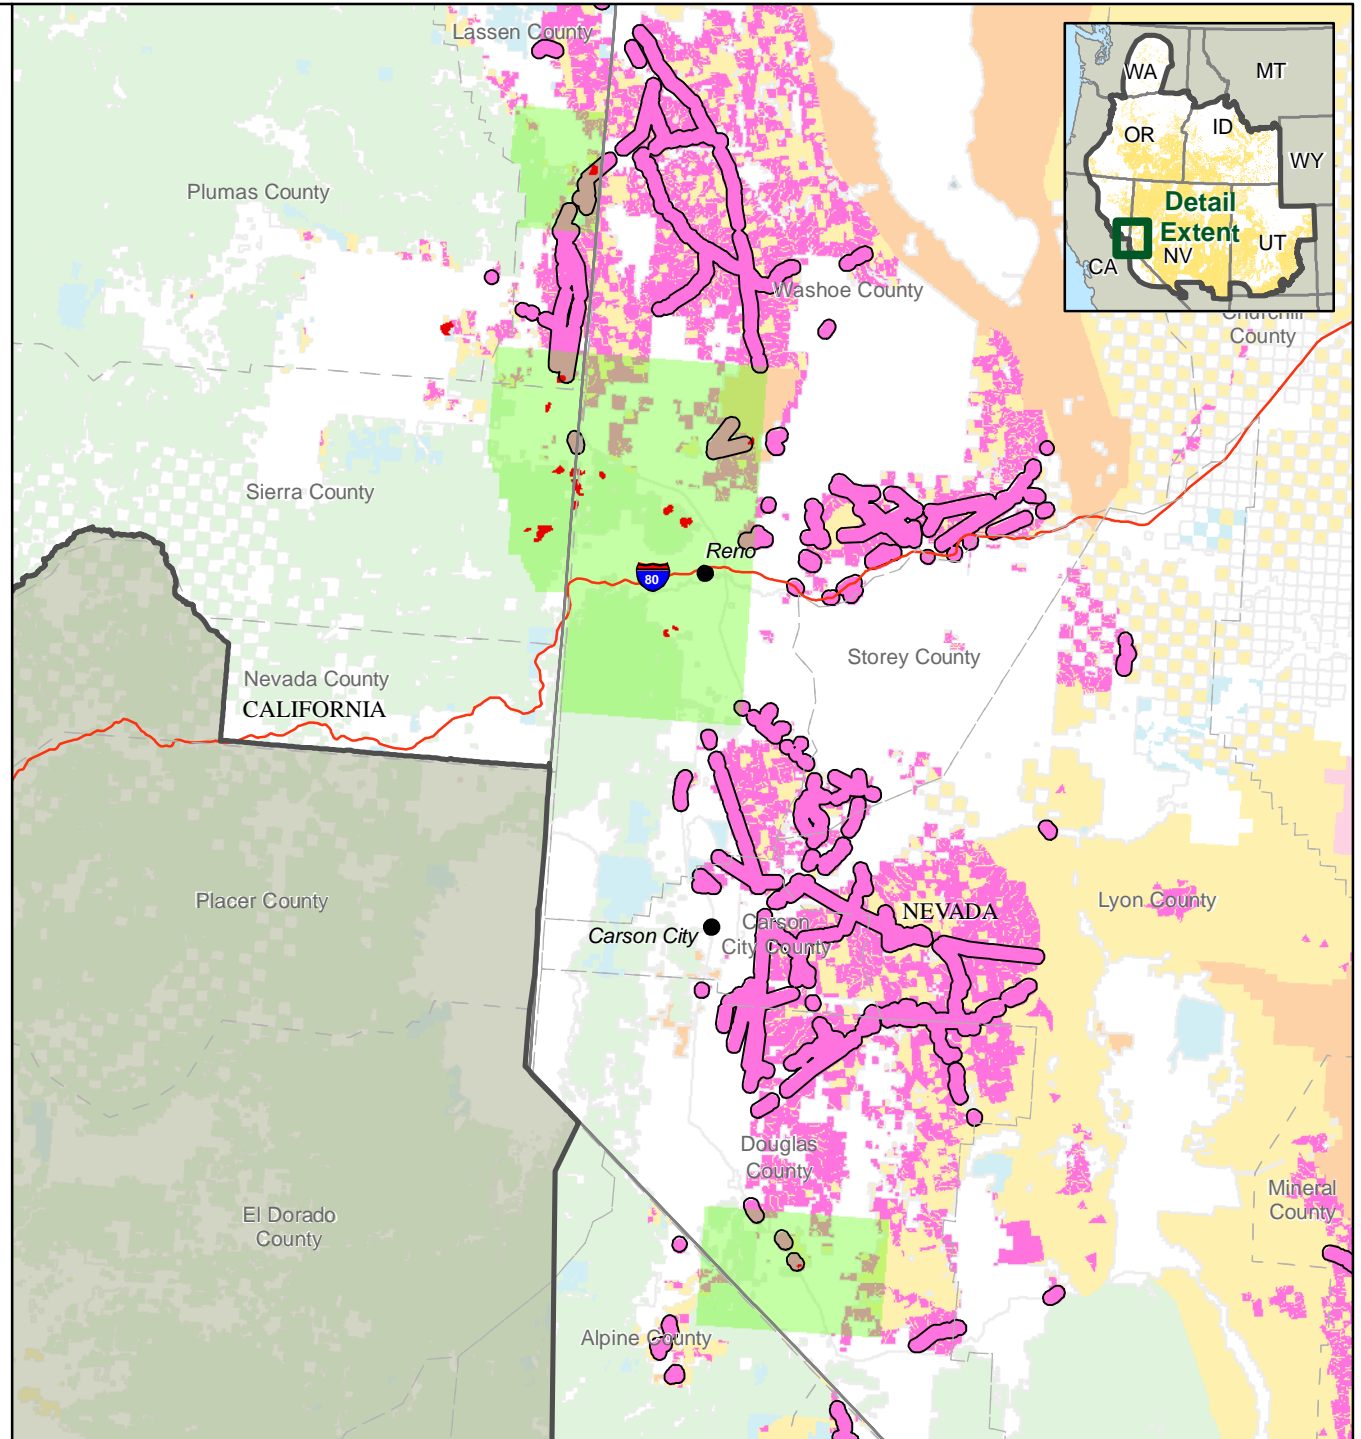 Lassen County
WA
MT
OR
ID
WY
Detail
Extent
UT
NV
CA
Plumas County
Washoe County
Churchill
County
Sierra County
Reno
80
Storey County
Nevada County
CALIFORNIA
Placer County
Lyon County
NEVADA
Carson
City County
Carson City
Douglas
County
Mineral
County
El Dorado
County
Alpine County